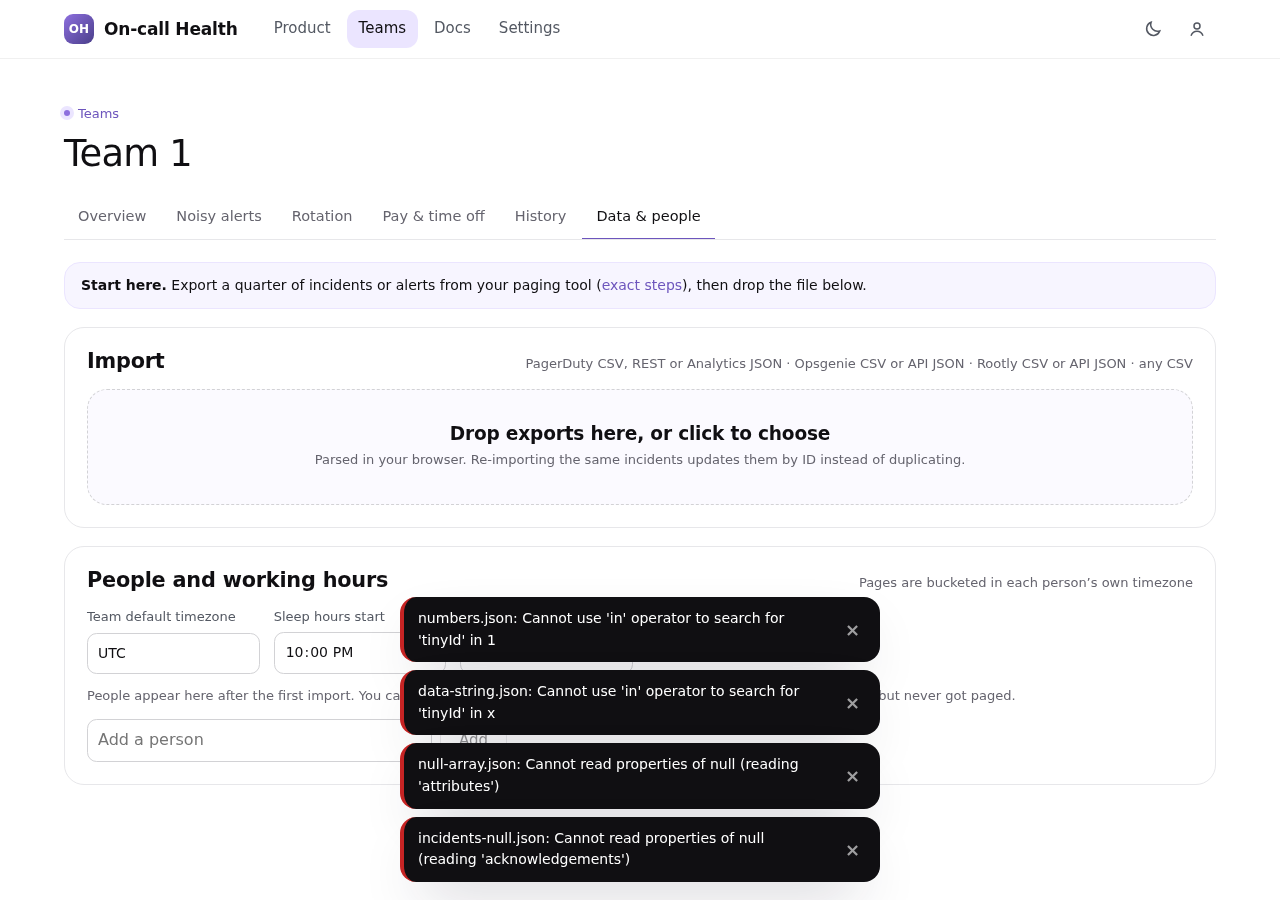 OH On-call Health Product Teams Docs Settings
Teams
Team 1
Overview Noisy alerts Rotation Pay & time off History Data & people
Start here. Export a quarter of incidents or alerts from your paging tool (exact steps), then drop the file below.
Import
PagerDuty CSV, REST or Analytics JSON · Opsgenie CSV or API JSON · Rootly CSV or API JSON · any CSV
Drop exports here, or click to choose
Parsed in your browser. Re-importing the same incidents updates them by ID instead of duplicating.
People and working hours
Pages are bucketed in each person’s own timezone
Team default timezone Sleep hours start
UTC 10:00 PM
People appear here after the first import. You ca
but never got paged.
Add a person Add
numbers.json: Cannot use 'in' operator to search for
'tinyId' in 1
×
data-string.json: Cannot use 'in' operator to search for
'tinyId' in x
×
null-array.json: Cannot read properties of null (reading
'attributes')
×
incidents-null.json: Cannot read properties of null
(reading 'acknowledgements')
×